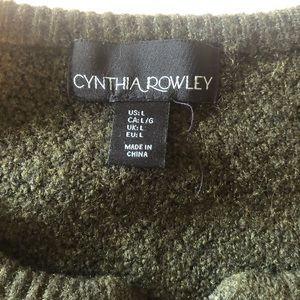 CYNTHIA ROWLEY
US: L
CA: L/G
UK: L
EU: L
MADE IN
CHINA